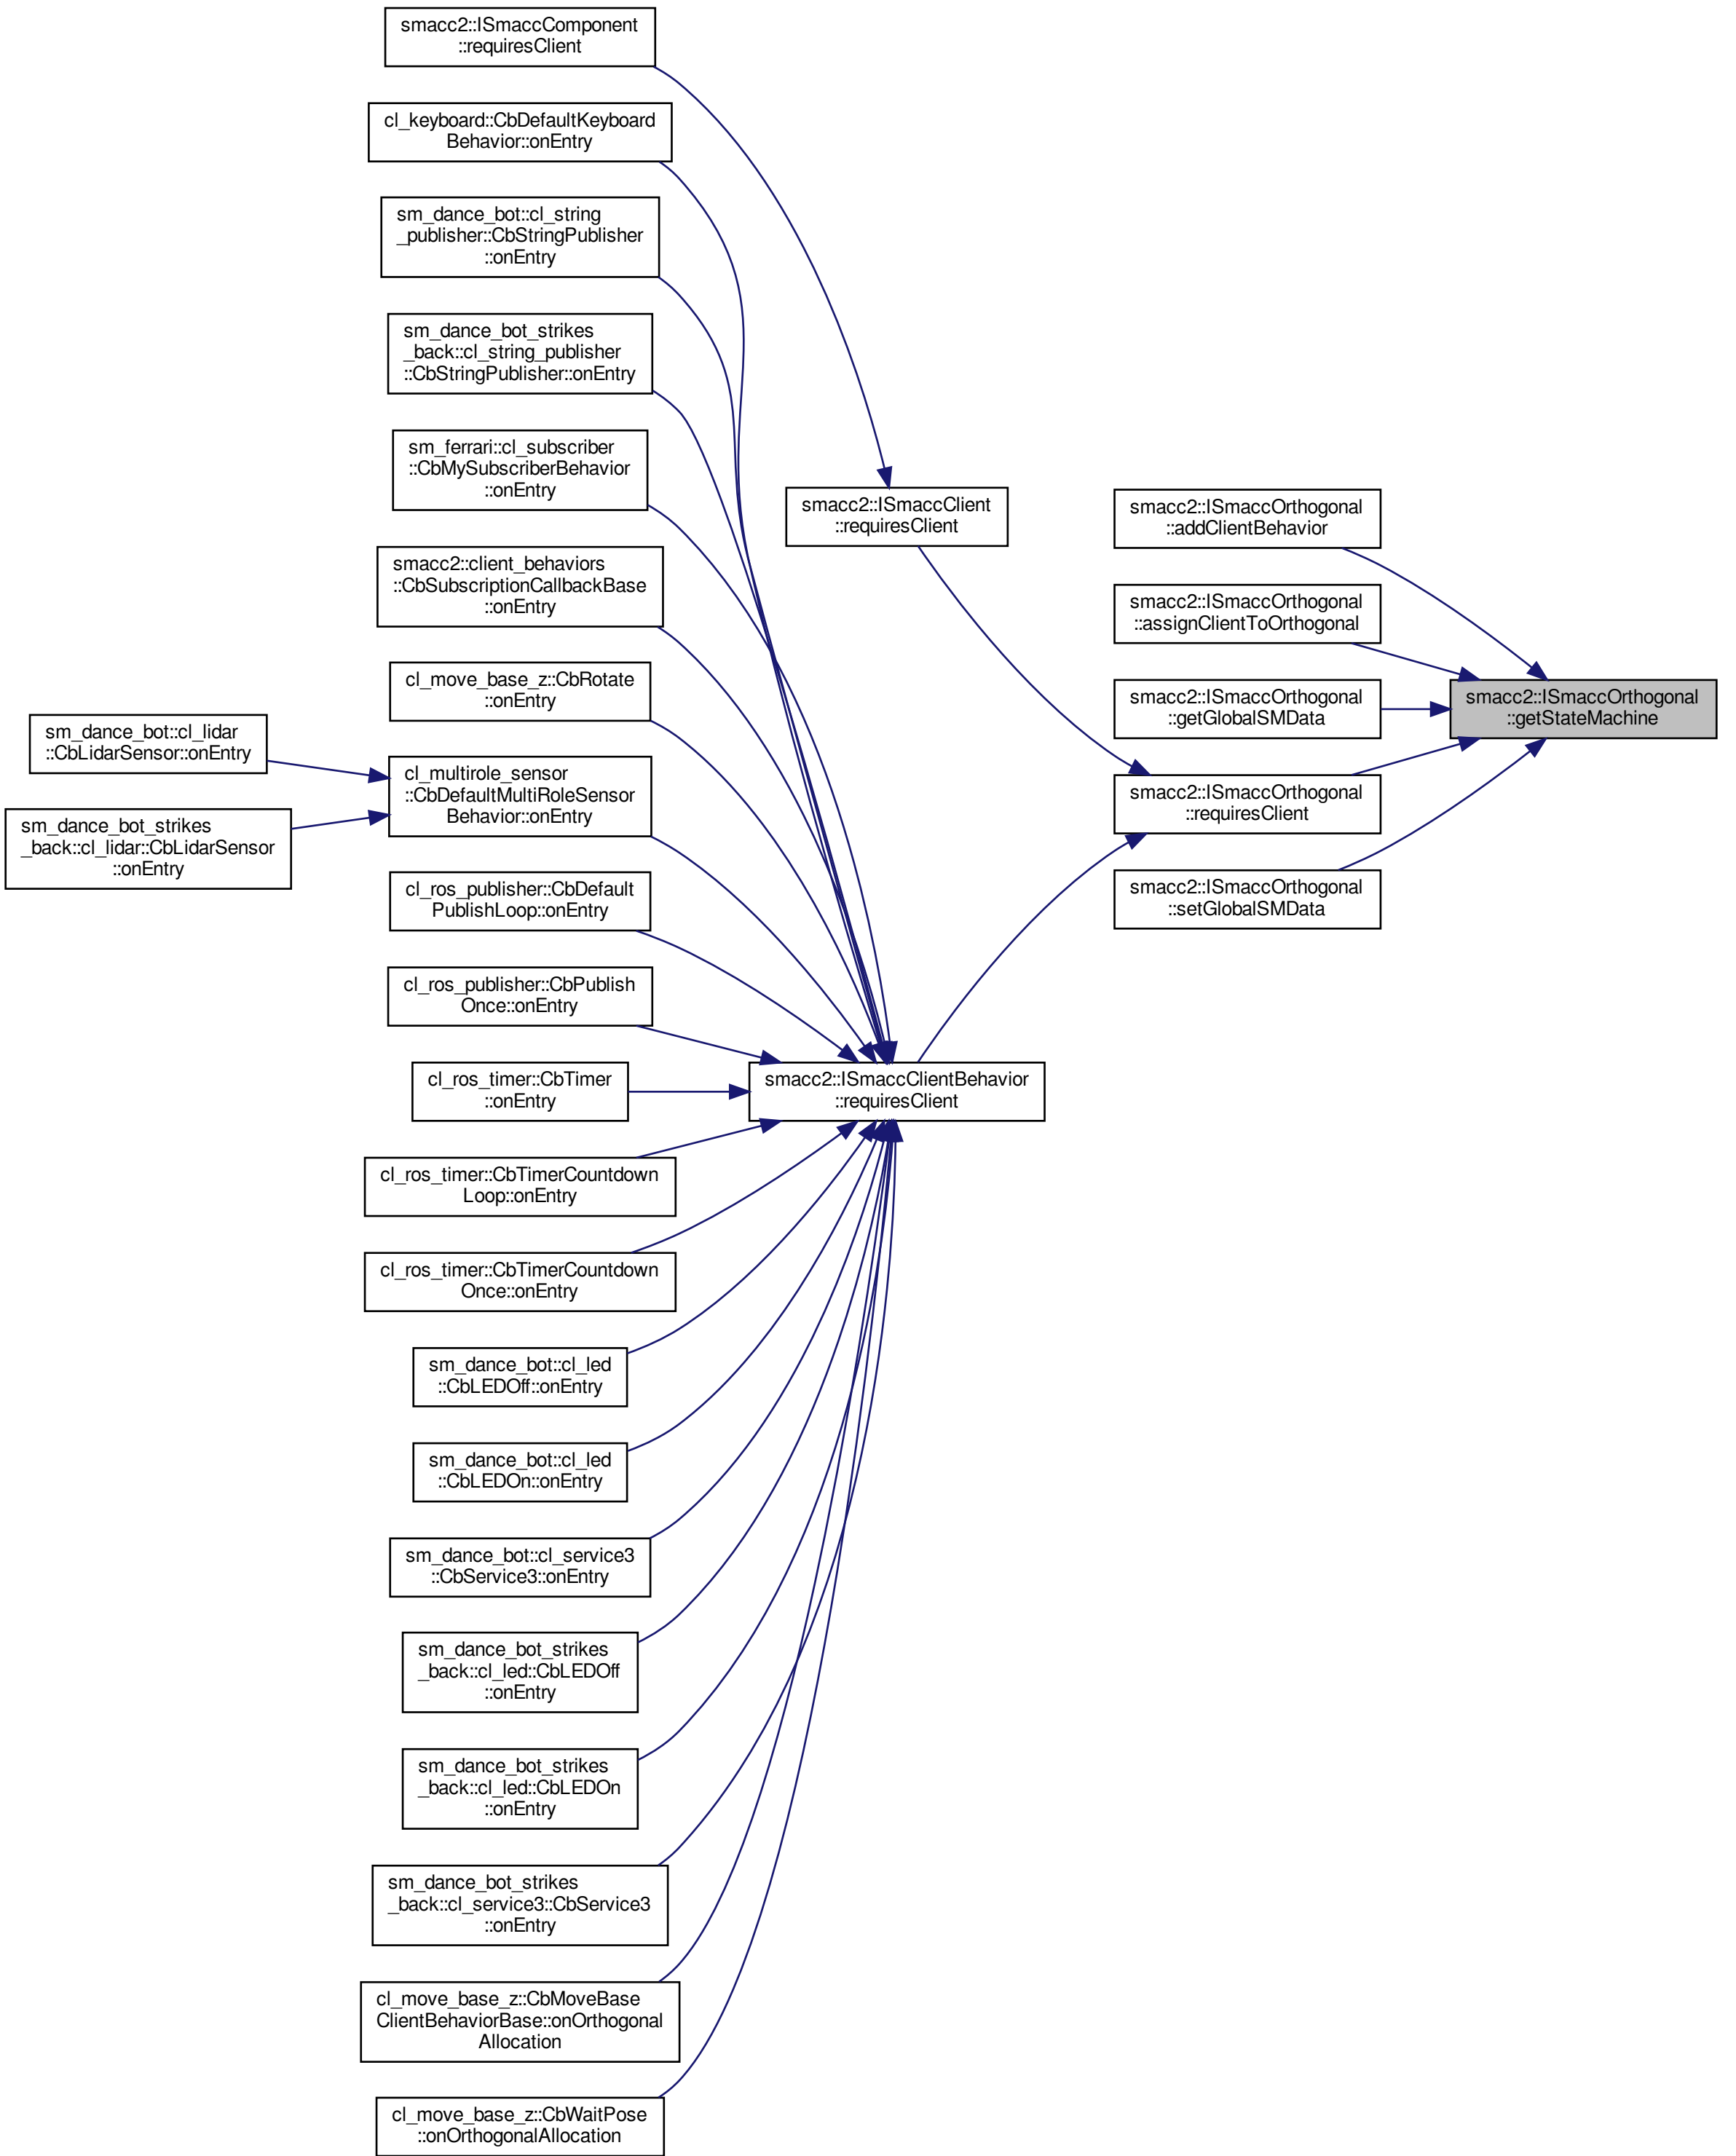 smacc2::ISmaccComponent
::requiresClient
cl_keyboard::CbDefaultKeyboard
Behavior::onEntry
sm_dance_bot::cl_string
_publisher::CbStringPublisher
::onEntry
sm_dance_bot_strikes
_back::cl_string_publisher
::CbStringPublisher::onEntry
sm_ferrari::cl_subscriber
::CbMySubscriberBehavior
::onEntry
smacc2::client_behaviors
::CbSubscriptionCallbackBase
::onEntry
cl_move_base_z::CbRotate
::onEntry
sm_dance_bot::cl_lidar
::CbLidarSensor::onEntry
sm_dance_bot_strikes
_back::cl_lidar::CbLidarSensor
::onEntry
cl_multirole_sensor
::CbDefaultMultiRoleSensor
Behavior::onEntry
cl_ros_publisher::CbDefault
PublishLoop::onEntry
cl_ros_publisher::CbPublish
Once::onEntry
cl_ros_timer::CbTimer
::onEntry
cl_ros_timer::CbTimerCountdown
Loop::onEntry
cl_ros_timer::CbTimerCountdown
Once::onEntry
sm_dance_bot::cl_led
::CbLEDOff::onEntry
sm_dance_bot::cl_led
::CbLEDOn::onEntry
sm_dance_bot::cl_service3
::CbService3::onEntry
sm_dance_bot_strikes
_back::cl_led::CbLEDOff
::onEntry
sm_dance_bot_strikes
_back::cl_led::CbLEDOn
::onEntry
sm_dance_bot_strikes
_back::cl_service3::CbService3
::onEntry
cl_move_base_z::CbMoveBase
ClientBehaviorBase::onOrthogonal
Allocation
cl_move_base_z::CbWaitPose
::onOrthogonalAllocation
smacc2::ISmaccClient
::requiresClient
smacc2::ISmaccClientBehavior
::requiresClient
smacc2::ISmaccOrthogonal
::addClientBehavior
smacc2::ISmaccOrthogonal
::assignClientToOrthogonal
smacc2::ISmaccOrthogonal
::getGlobalSMData
smacc2::ISmaccOrthogonal
::requiresClient
smacc2::ISmaccOrthogonal
::setGlobalSMData
smacc2::ISmaccOrthogonal
::getStateMachine